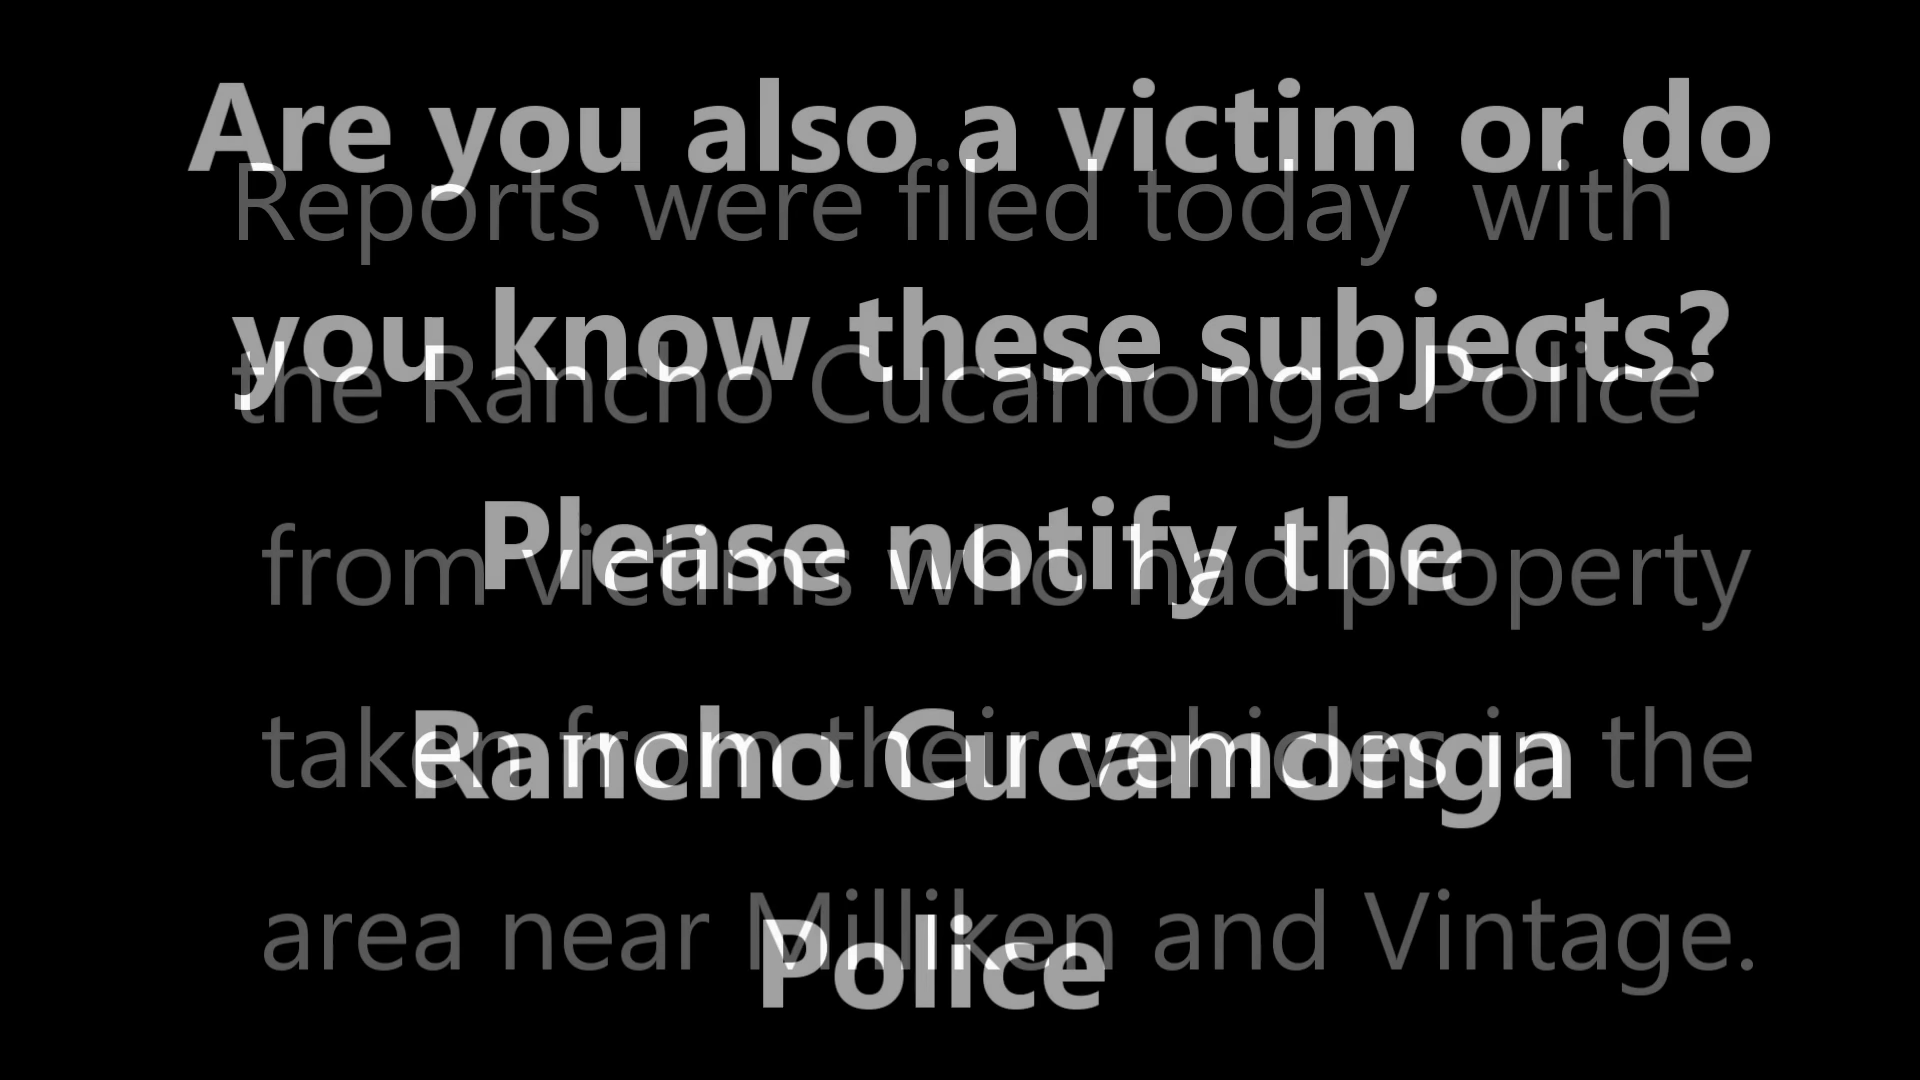 Are you also a victim or do
you know these subjects?
Please notify the
Rancho Cucamonga
Police
Reports were filed today  with
the Rancho Cucamonga Police
from victims who had property
taken from their vehicles in the
area near Milliken and Vintage.